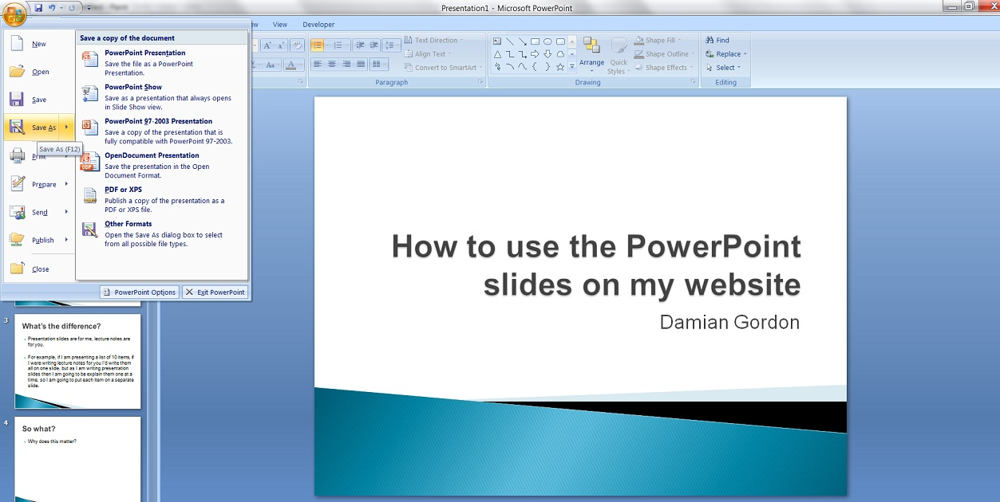 Presentation1 - Microsoft PowerPoint
View
Developer
New
Open
Save
Save As
Save As (F12)
Print
Prepare
Send
Publish
Close
Save a copy of the document
PowerPoint Presentation
Save the file as a PowerPoint
Presentation.
PowerPoint Show
Save as a presentation that always opens
in Slide Show view.
PowerPoint 97-2003 Presentation
Save a copy of the presentation that is
fully compatible with PowerPoint 97-2003.
OpenDocument Presentation
Save the presentation in the Open
Document Format.
PDF or XPS
Publish a copy of the presentation as a
PDF or XPS file.
Other Formats
Open the Save As dialog box to select
from all possible file types.
PowerPoint Options
Exit PowerPoint
Aa
A
Text Direction
Align Text
Convert to SmartArt
Paragraph
Arrange
Quick
Styles
Shape Fill
Shape Outline
Shape Effects
Drawing
Find
Replace
Select
Editing
3
What's the difference?
Presentation slides are for me, lecture notes are
for you.
For example, if I am presenting a list of 10 items, if
I were writing lecture notes for you I'd write them
all on one slide, but as I am writing presentation
slides then I am going to be explain them one at a
time, so I am going to put each item on a separate
slide.
4
So what?
Why does this matter?
How to use the PowerPoint
slides on my website
Damian Gordon